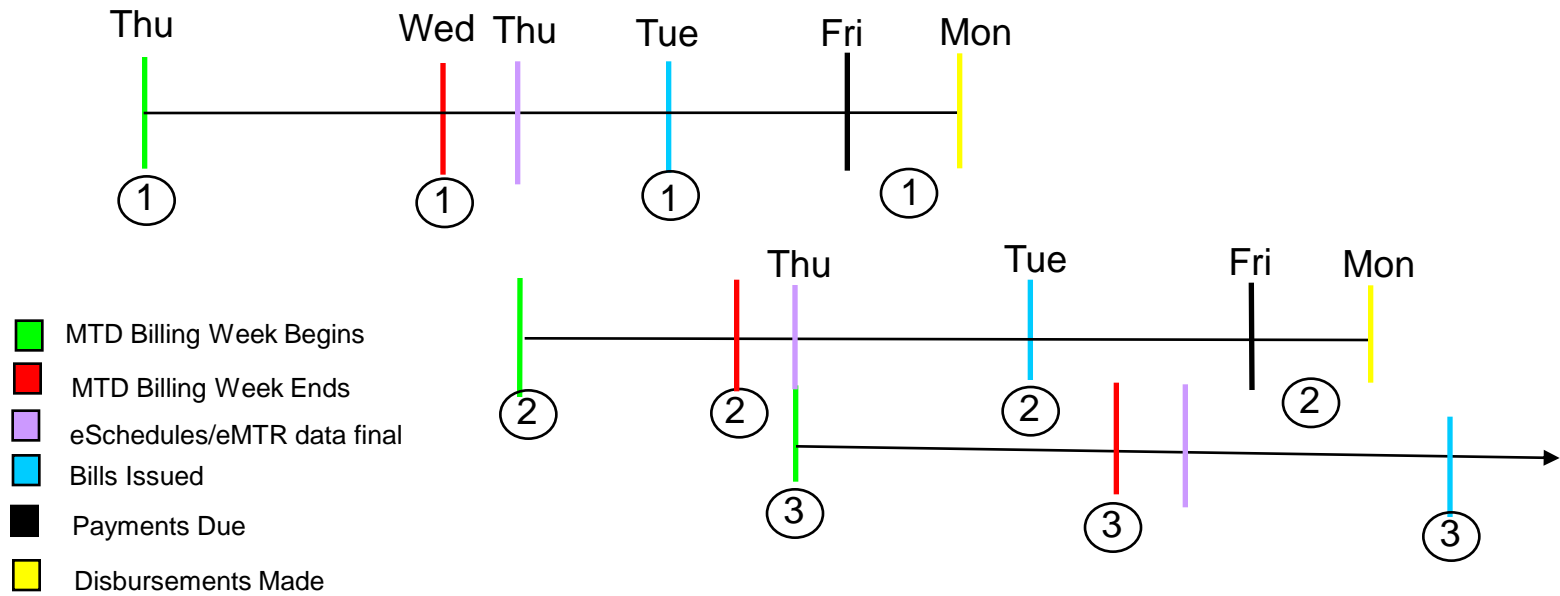 Thu Wed Thu Tue Fri Mon
1 1 1 1
Thu Tue Fri Mon
MTD Billing Week Begins
MTD Billing Week Ends
2 2 2 2
eSchedules/eMTR data final
Bills Issued
3 3 3
Payments Due
Disbursements Made